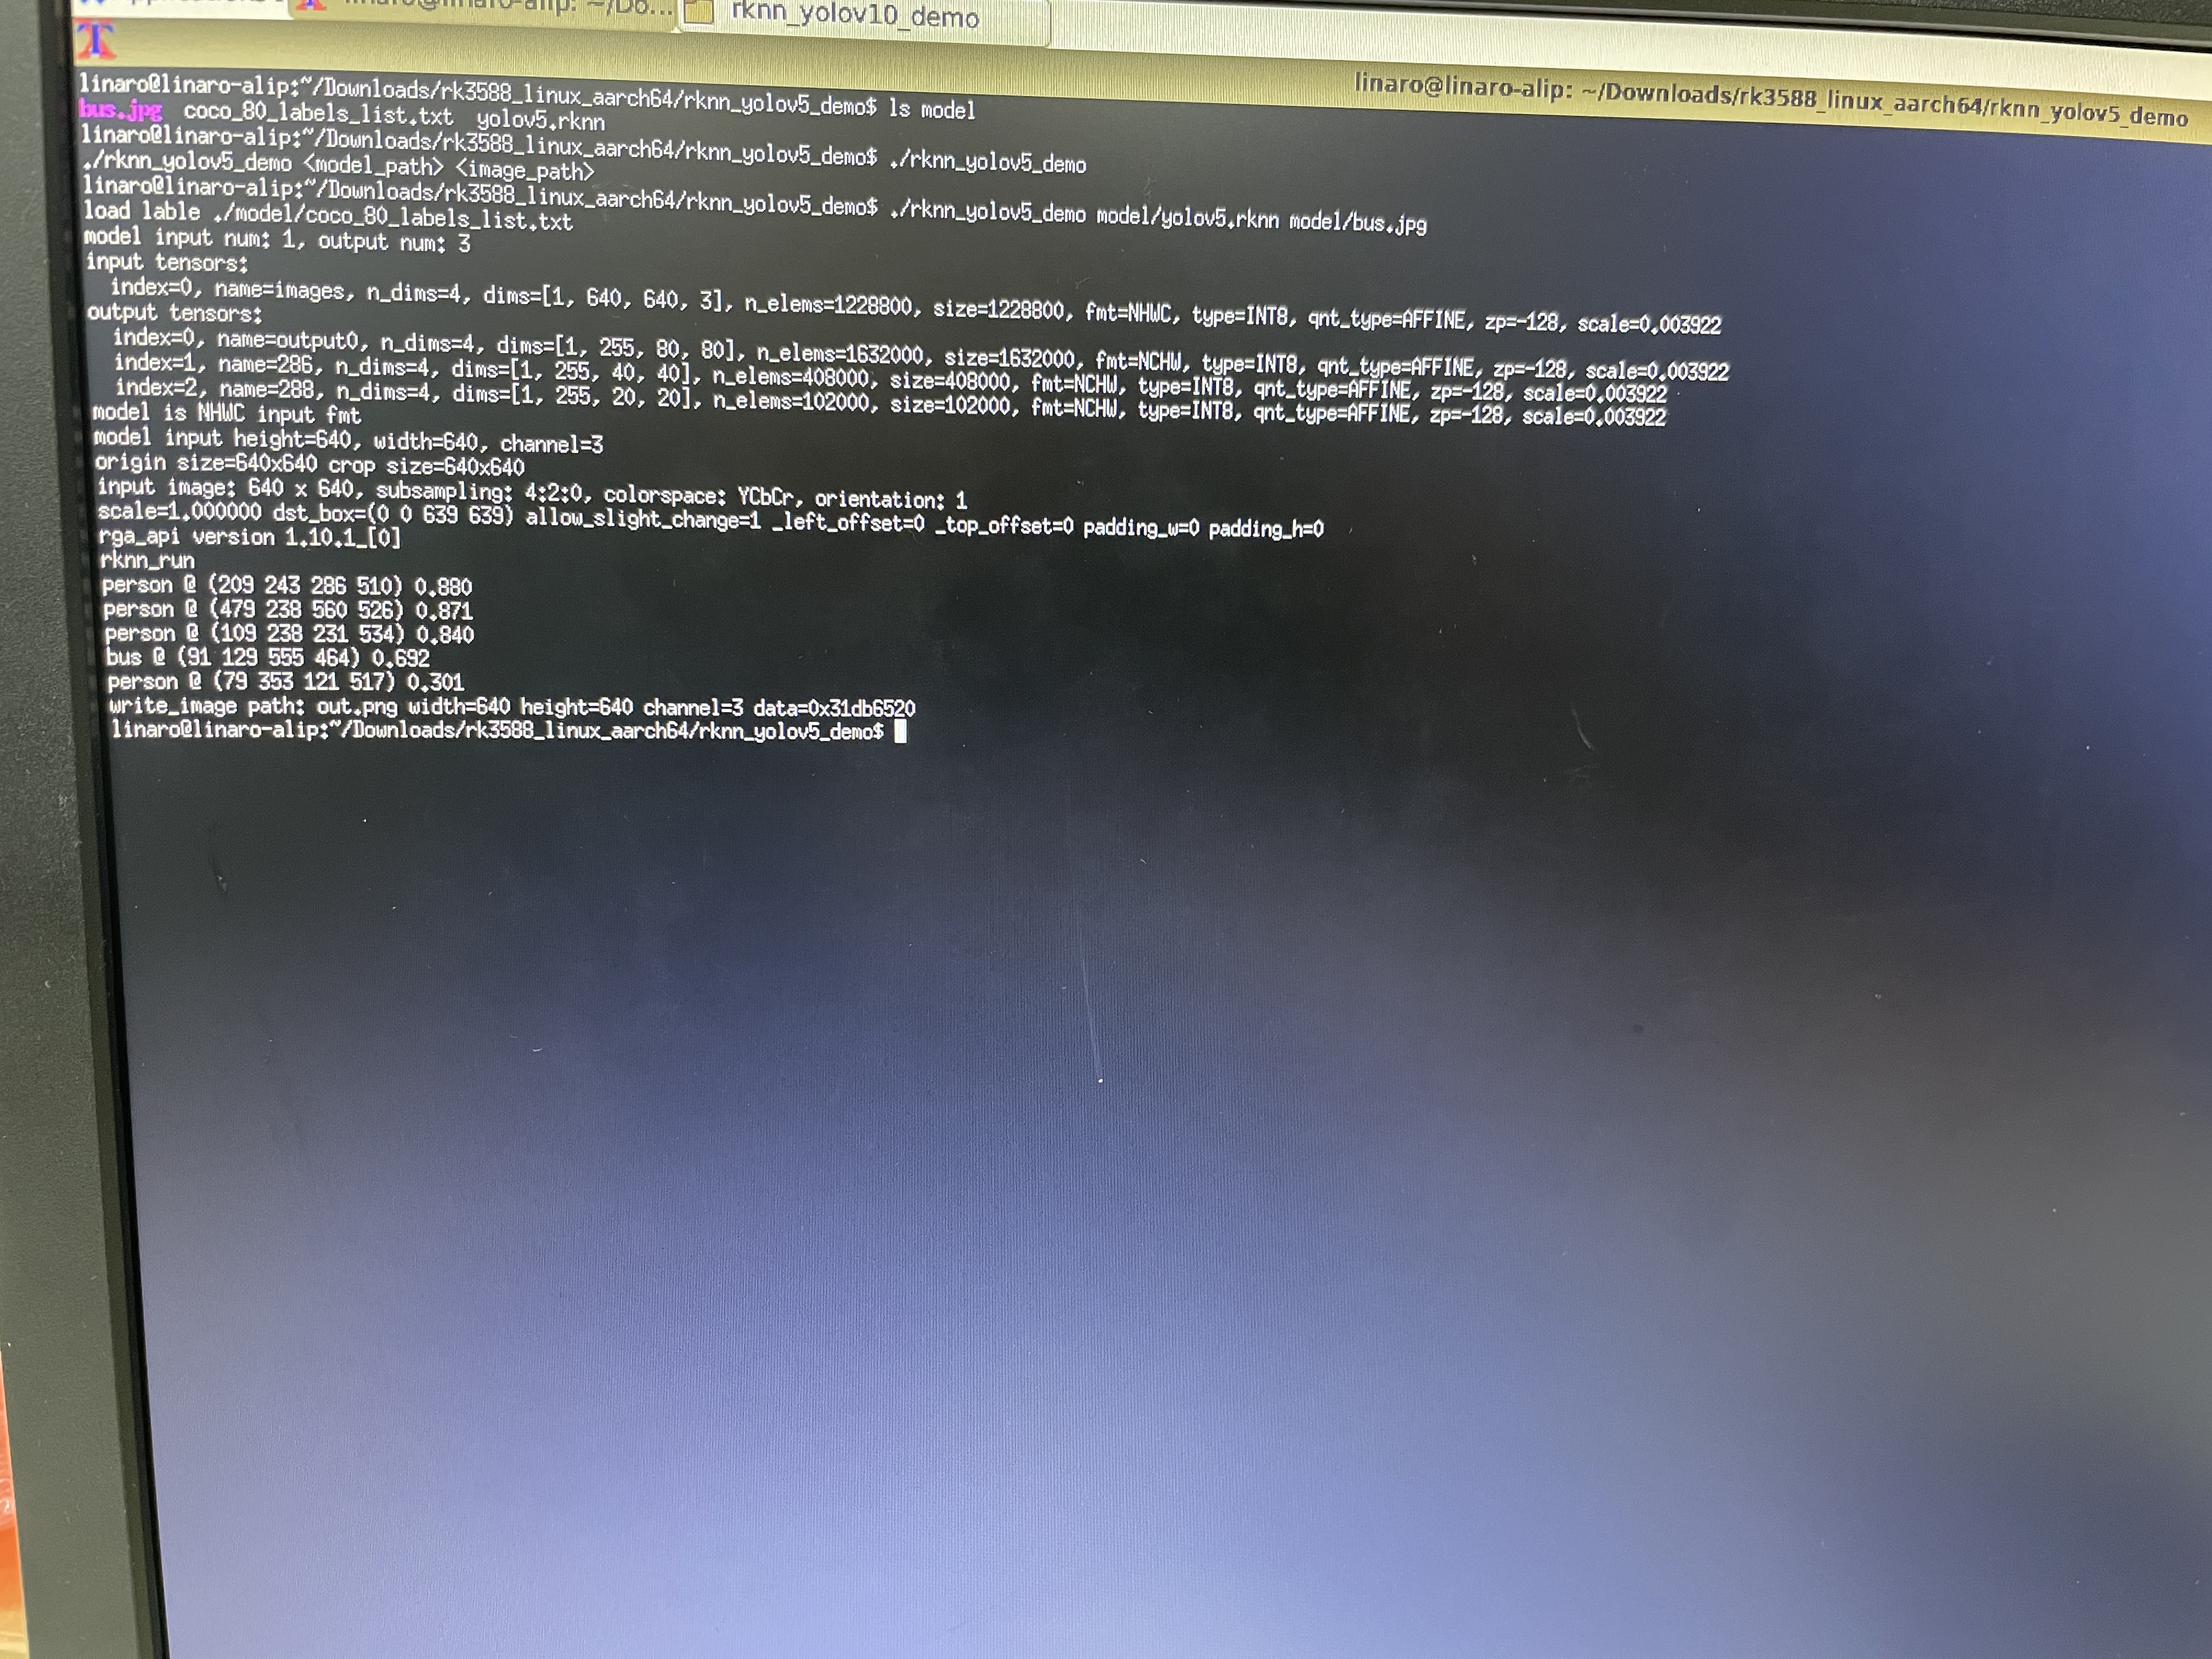 linaro@linaro-alip: ~/Do...
rknn_yolov10_demo
linaro@linaro-alip: ~/Downloads/rk3588_linux_aarch64/rknn_yolov5_demo
linaro@linaro-alip:~/Downloads/rk3588_linux_aarch64/rknn_yolov5_demo$ ls model
bus.jpg coco_80_labels_list.txt yolov5.rknn
linaro@linaro-alip:~/Downloads/rk3588_linux_aarch64/rknn_yolov5_demo$ ./rknn_yolov5_demo
./rknn_yolov5_demo <model_path> <image_path>
linaro@linaro-alip:~/Downloads/rk3588_linux_aarch64/rknn_yolov5_demo$ ./rknn_yolov5_demo model/yolov5.rknn model/bus.jpg
load lable ./model/coco_80_labels_list.txt
model input num: 1, output num: 3
input tensors:
index=0, name=images, n_dims=4, dims=[1, 640, 640, 3], n_elems=1228800, size=1228800, fmt=NHWC, type=INT8, qnt_type=AFFINE, zp=-128, scale=0.003922
output tensors:
index=0, name=output0, n_dims=4, dims=[1, 255, 80, 80], n_elems=1632000, size=1632000, fmt=NCHW, type=INT8, qnt_type=AFFINE, zp=-128, scale=0.003922
index=1, name=286, n_dims=4, dims=[1, 255, 40, 40], n_elems=408000, size=408000, fmt=NCHW, type=INT8, qnt_type=AFFINE, zp=-128, scale=0.003922
index=2, name=288, n_dims=4, dims=[1, 255, 20, 20], n_elems=102000, size=102000, fmt=NCHW, type=INT8, qnt_type=AFFINE, zp=-128, scale=0.003922
model is NHWC input fmt
model input height=640, width=640, channel=3
origin size=640x640 crop size=640x640
input image: 640 x 640, subsampling: 4:2:0, colorspace: YCbCr, orientation: 1
scale=1.000000 dst_box=(0 0 639 639) allow_slight_change=1 _left_offset=0 _top_offset=0 padding_w=0 padding_h=0
rga_api version 1.10.1_[0]
rknn_run
person @ (209 243 286 510) 0.880
person @ (479 238 560 526) 0.871
person @ (109 238 231 534) 0.840
bus @ (91 129 555 464) 0.692
person @ (79 353 121 517) 0.301
write_image path: out.png width=640 height=640 channel=3 data=0x31db6520
linaro@linaro-alip:~/Downloads/rk3588_linux_aarch64/rknn_yolov5_demo$